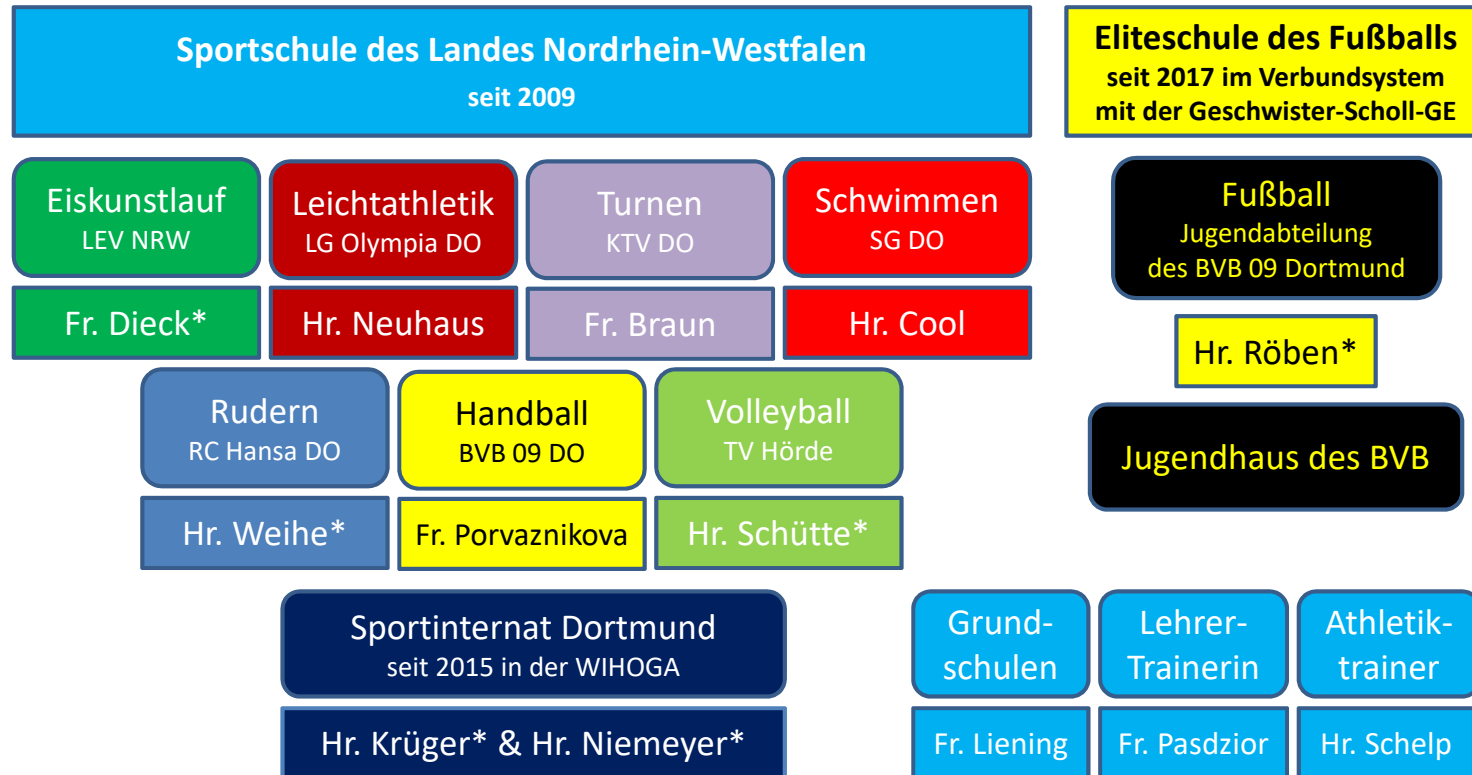 Sportschule des Landes Nordrhein-Westfalen
seit 2009
Eliteschule des Fußballs
seit 2017 im Verbundsystem
mit der Geschwister-Scholl-GE
Eiskunstlauf
LEV NRW
Fr. Dieck*
Leichtathletik
LG Olympia DO
Hr. Neuhaus
Turnen
KTV DO
Fr. Braun
Schwimmen
SG DO
Hr. Cool
Fußball
Jugendabteilung
des BVB 09 Dortmund
Hr. Röben*
Jugendhaus des BVB
Rudern
RC Hansa DO
Hr. Weihe*
Handball
BVB 09 DO
Fr. Porvaznikova
Volleyball
TV Hörde
Hr. Schütte*
Sportinternat Dortmund
seit 2015 in der WIHOGA
Hr. Krüger* & Hr. Niemeyer*
Grund-
schulen
Fr. Liening
Lehrer-
Trainerin
Fr. Pasdzior
Athletik-
trainer
Hr. Schelp